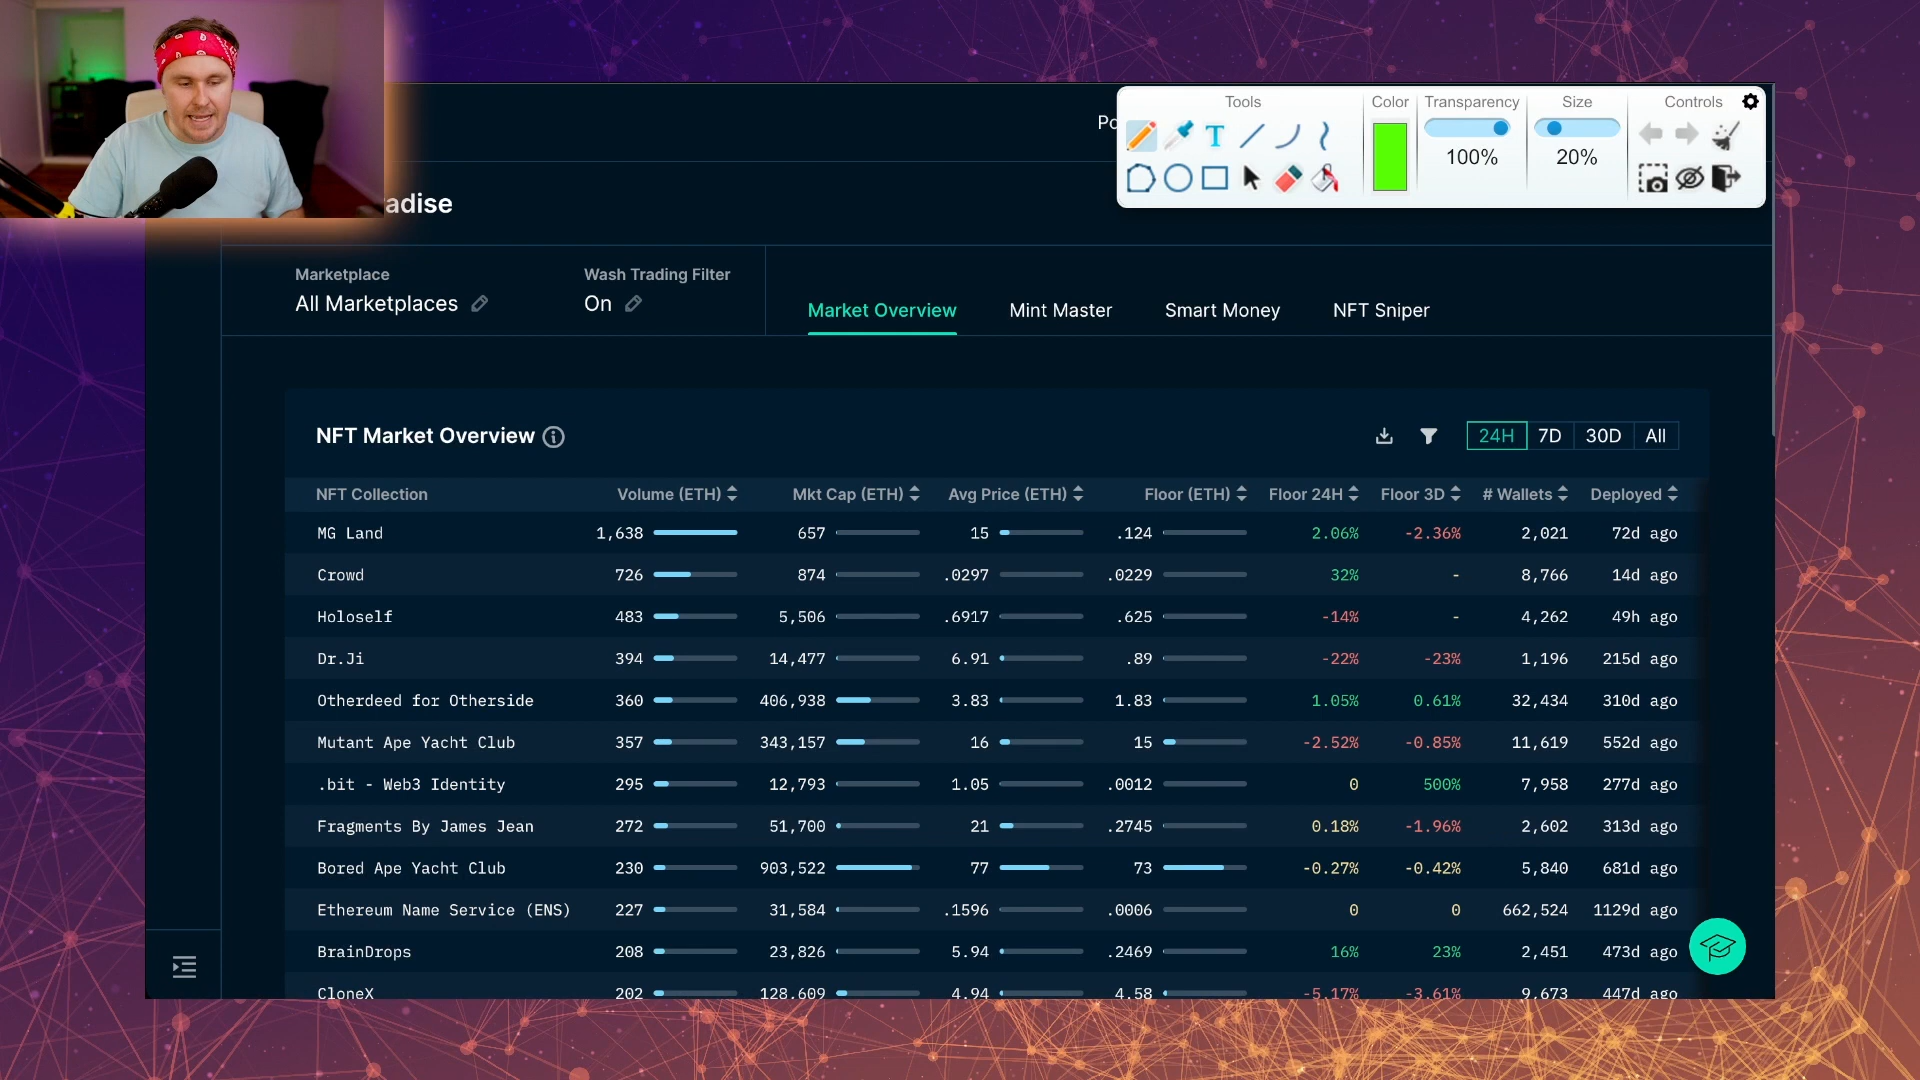 Tools
Color
Transparency
Size
Controls
T
100%
20%
Po
adise
Marketplace
All Marketplaces
Wash Trading Filter
On
Market Overview
Mint Master
Smart Money
NFT Sniper
NFT Market Overview
24H 7D 30D All
NFT Collection Volume (ETH) Mkt Cap (ETH) Avg Price (ETH) Floor (ETH) Floor 24H Floor 3D # Wallets Deployed
MG Land 1,638 657 15 .124 2.06% -2.36% 2,021 72d ago
Crowd 726 874 .0297 .0229 32% - 8,766 14d ago
Holoself 483 5,506 .6917 .625 -14% - 4,262 49h ago
Dr.Ji 394 14,477 6.91 .89 -22% -23% 1,196 215d ago
Otherdeed for Otherside 360 406,938 3.83 1.83 1.05% 0.61% 32,434 310d ago
Mutant Ape Yacht Club 357 343,157 16 15 -2.52% -0.85% 11,619 552d ago
.bit - Web3 Identity 295 12,793 1.05 .0012 0 500% 7,958 277d ago
Fragments By James Jean 272 51,700 21 .2745 0.18% -1.96% 2,602 313d ago
Bored Ape Yacht Club 230 903,522 77 73 -0.27% -0.42% 5,840 681d ago
Ethereum Name Service (ENS) 227 31,584 .1596 .0006 0 0 662,524 1129d ago
BrainDrops 208 23,826 5.94 .2469 16% 23% 2,451 473d ago
CloneX 202 128,609 4.94 4.58 -5.17% -3.61% 9,673 447d ago